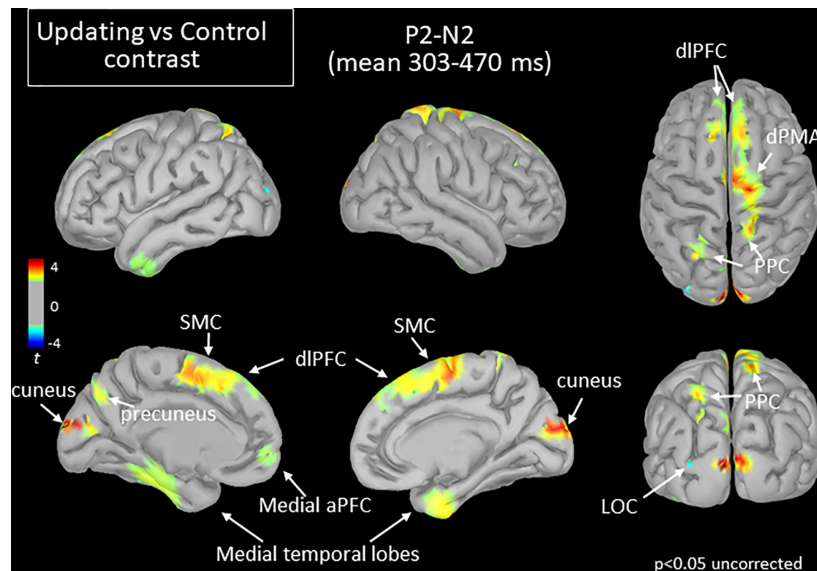 Updating vs Control
contrast
P2-N2
(mean 303-470 ms)
dlPFC
dPMA
PPC
4
0
-4
t
SMC
dlPFC
SMC
cuneus
precuneus
cuneus
PPC
Medial aPFC
LOC
Medial temporal lobes
p<0.05 uncorrected